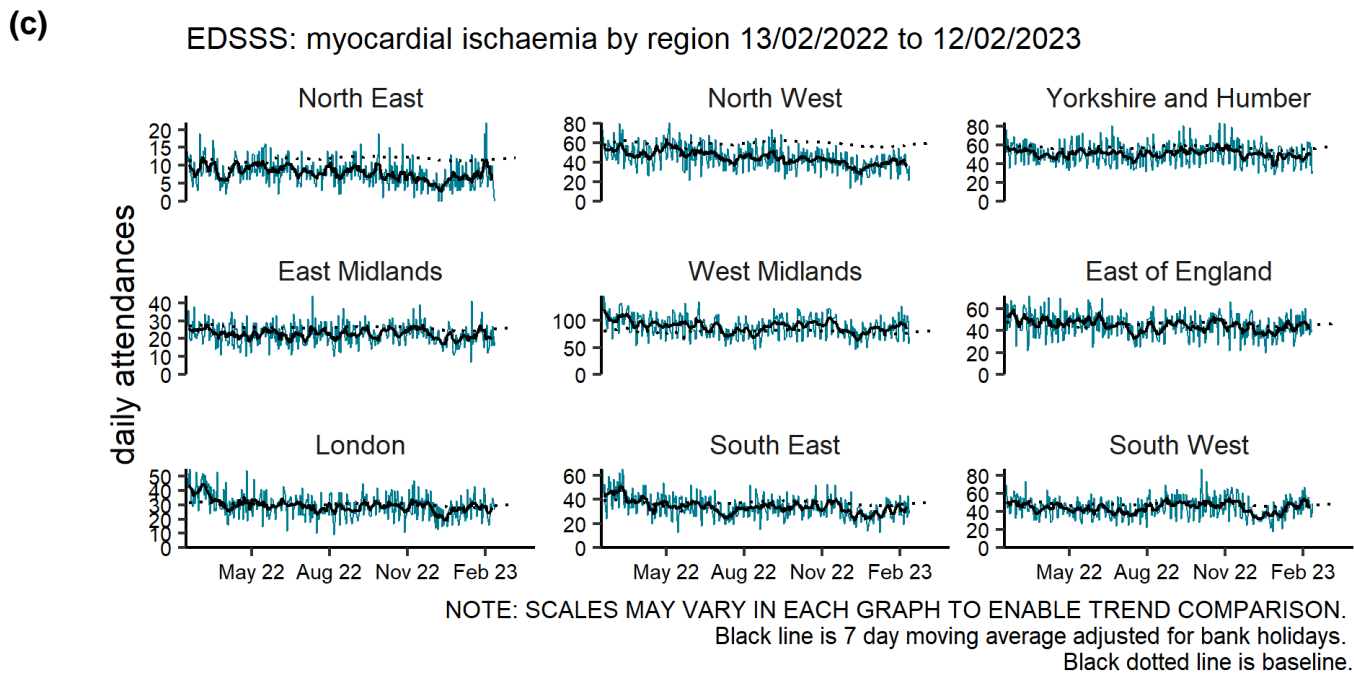 (c)
EDSSS: myocardial ischaemia by region 13/02/2022 to 12/02/2023
daily attendances
North East
20
15
10
5
0
North West
80
60
40
20
0
Yorkshire and Humber
80
60
40
20
0
East Midlands
40
30
20
10
0
West Midlands
100
50
0
East of England
60
40
20
0
London
50
40
30
20
10
0
May 22 Aug 22 Nov 22 Feb 23
South East
60
40
20
0
May 22 Aug 22 Nov 22 Feb 23
South West
80
60
40
20
0
May 22 Aug 22 Nov 22 Feb 23
NOTE: SCALES MAY VARY IN EACH GRAPH TO ENABLE TREND COMPARISON.
Black line is 7 day moving average adjusted for bank holidays.
Black dotted line is baseline.